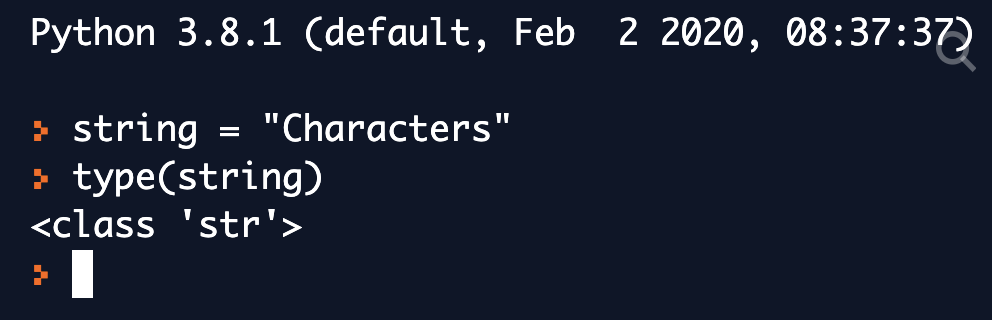 Python 3.8.1 (default, Feb  2 2020, 08:37:37)
> string = "Characters"
> type(string)
<class 'str'>
>